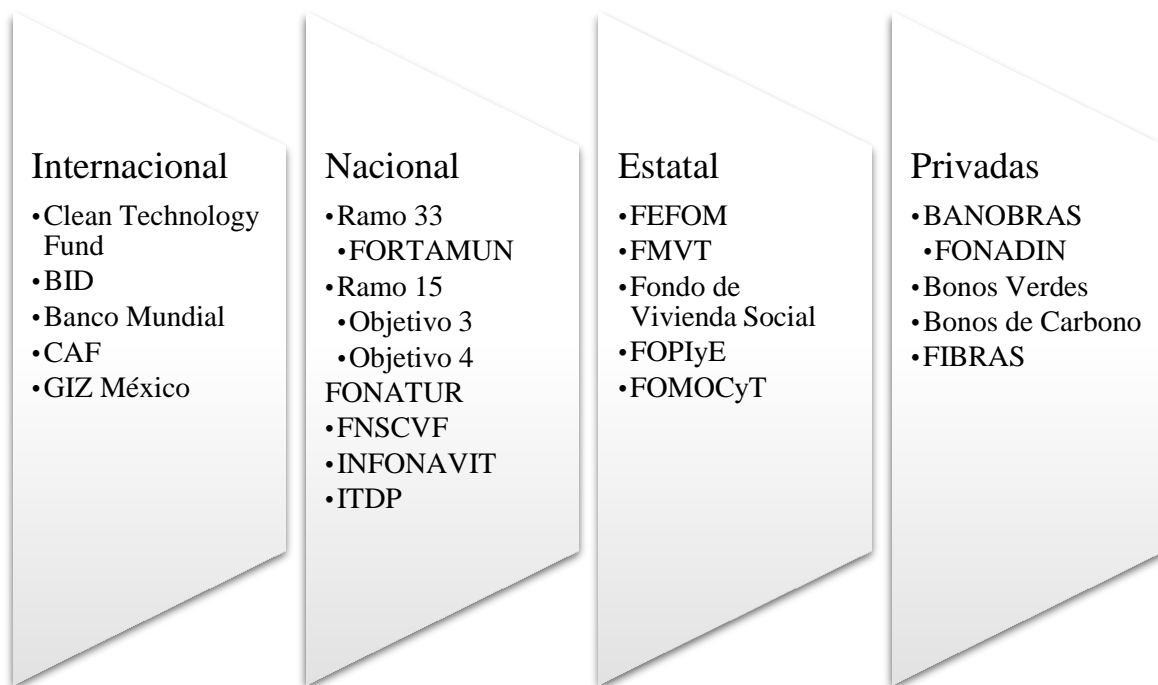 Internacional
•Clean Technology
Fund
•BID
•Banco Mundial
•CAF
•GIZ México
Nacional
•Ramo 33
•FORTAMUN
•Ramo 15
•Objetivo 3
•Objetivo 4
FONATUR
•FNSCVF
•INFONAVIT
•ITDP
Estatal
•FEFOM
•FMVT
•Fondo de
Vivienda Social
•FOPIyE
•FOMOCyT
Privadas
•BANOBRAS
•FONADIN
•Bonos Verdes
•Bonos de Carbono
•FIBRAS